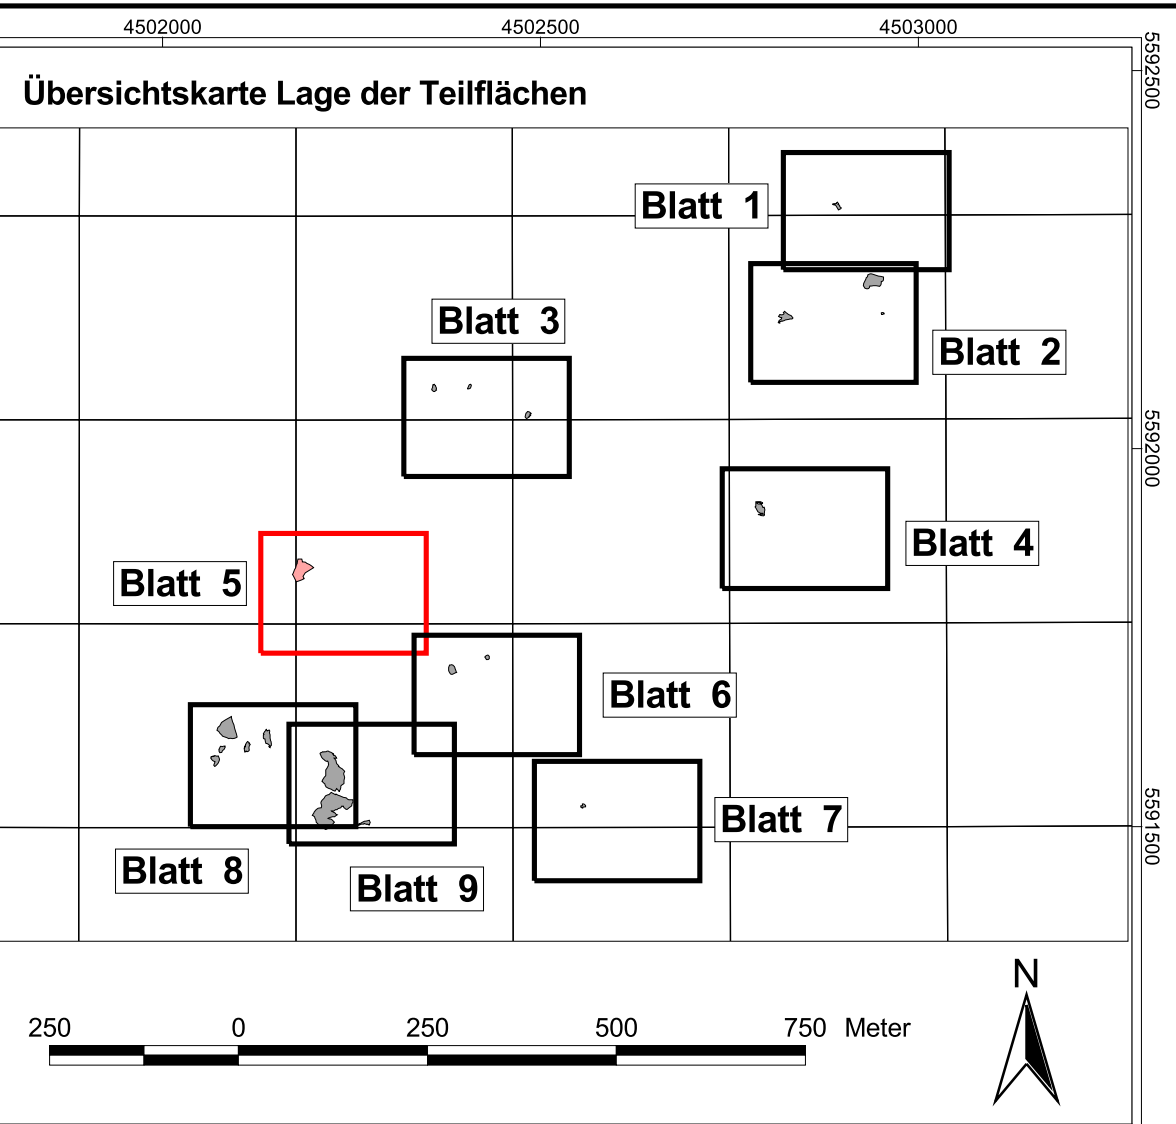 4502000 4502500 4503000
5592500
Übersichtskarte Lage der Teilflächen
Blatt 1
Blatt 3
Blatt 2
5592000
Blatt 4
Blatt 5
Blatt 6
Blatt 7
5591500
Blatt 8
Blatt 9
N
250 0 250 500 750 Meter